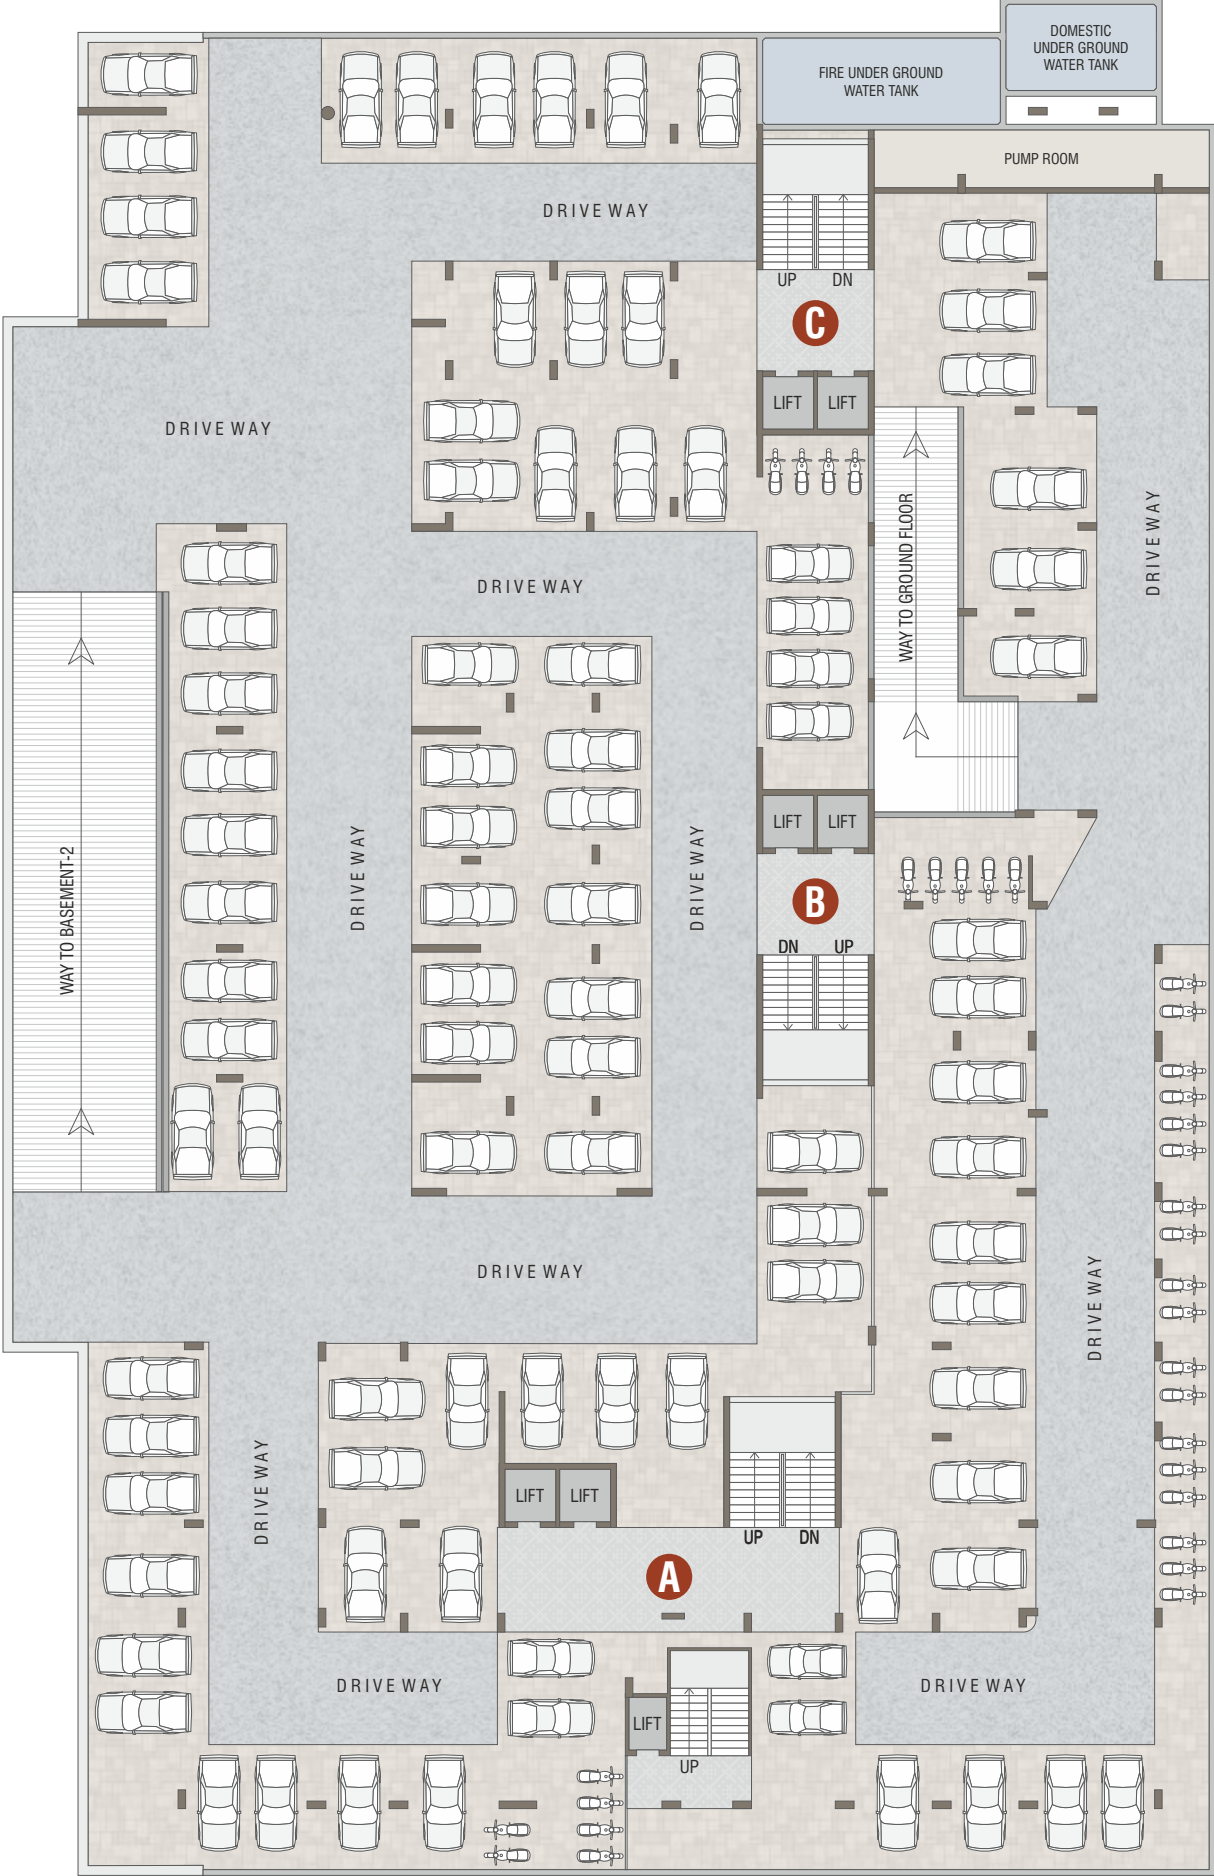 DOMESTIC
UNDER GROUND
WATER TANK
FIRE UNDER GROUND
WATER TANK
PUMP ROOM
DRIVE WAY
UP DN
C
LIFT LIFT
DRIVE WAY
WAY TO GROUND FLOOR
DRIVE WAY
DRIVE WAY
LIFT LIFT
WAY TO BASEMENT-2
DRIVE WAY
DRIVE WAY
B
DN UP
DRIVE WAY
DRIVE WAY
DRIVE WAY
LIFT LIFT
UP DN
A
DRIVE WAY
DRIVE WAY
LIFT
UP